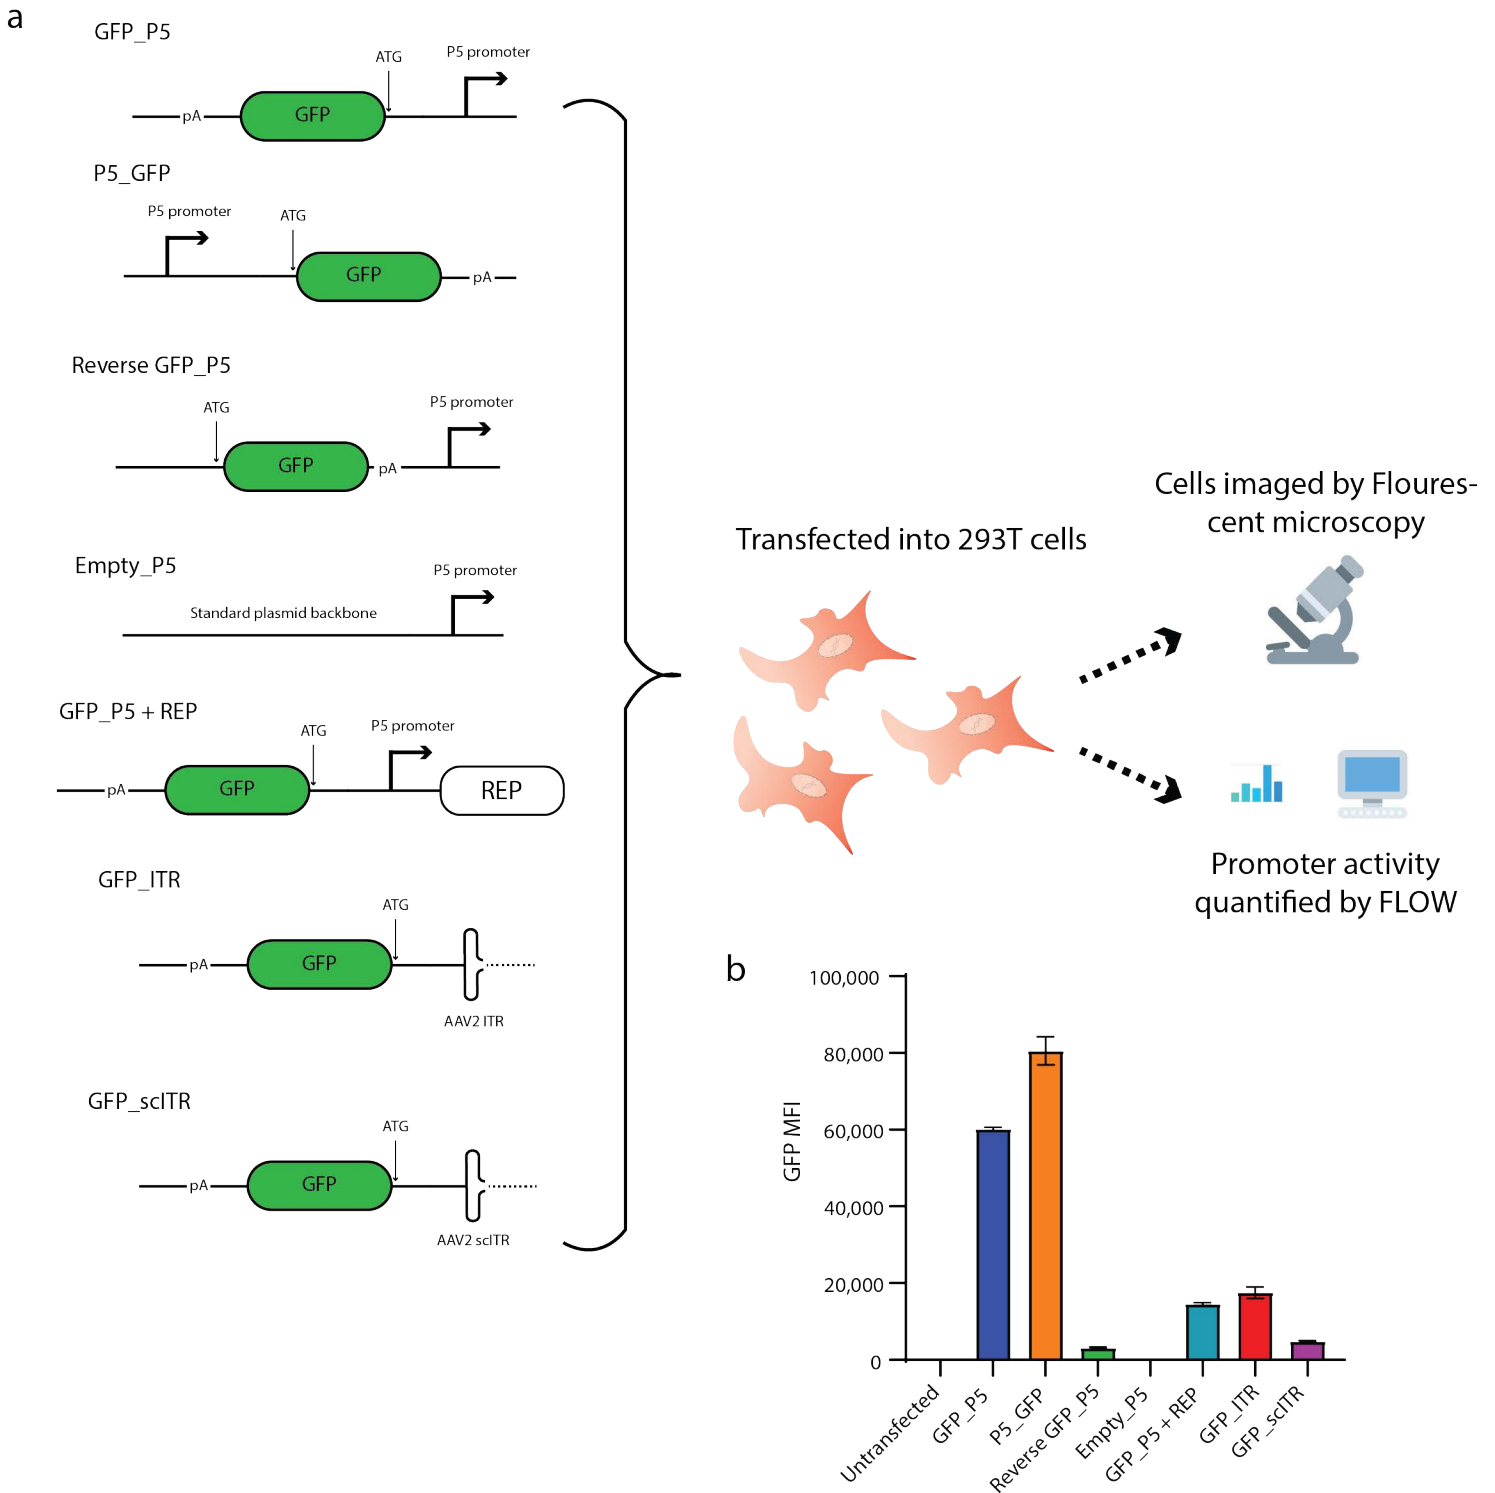 a
GFP_P5
ATG
P5 promoter
pA
GFP
P5_GFP
P5 promoter
ATG
GFP
pA
Reverse GFP_P5
ATG
P5 promoter
GFP
pA
Empty_P5
P5 promoter
Standard plasmid backbone
GFP_P5 + REP
ATG
P5 promoter
pA
GFP
REP
GFP_ITR
ATG
pA
GFP
AAV2 ITR
GFP_scITR
ATG
pA
GFP
AAV2 scITR
Transfected into 293T cells
Cells imaged by Floures-
cent microscopy
Promoter activity
quantified by FLOW
b
GFP MFI
100,000
80,000
60,000
40,000
20,000
0
Untransfected
GFP_P5
P5_GFP
Reverse GFP_P5
Empty_P5
GFP_P5 + REP
GFP_ITR
GFP_scITR